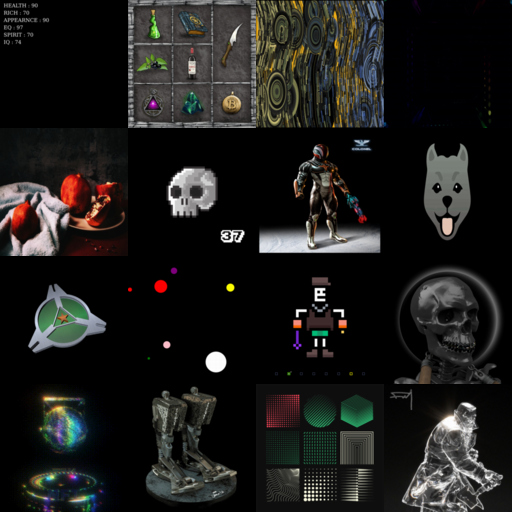 HEALTH : 90
RICH : 70
APPEARNCE : 90
EQ : 97
SPIRIT : 70
IQ : 74
37